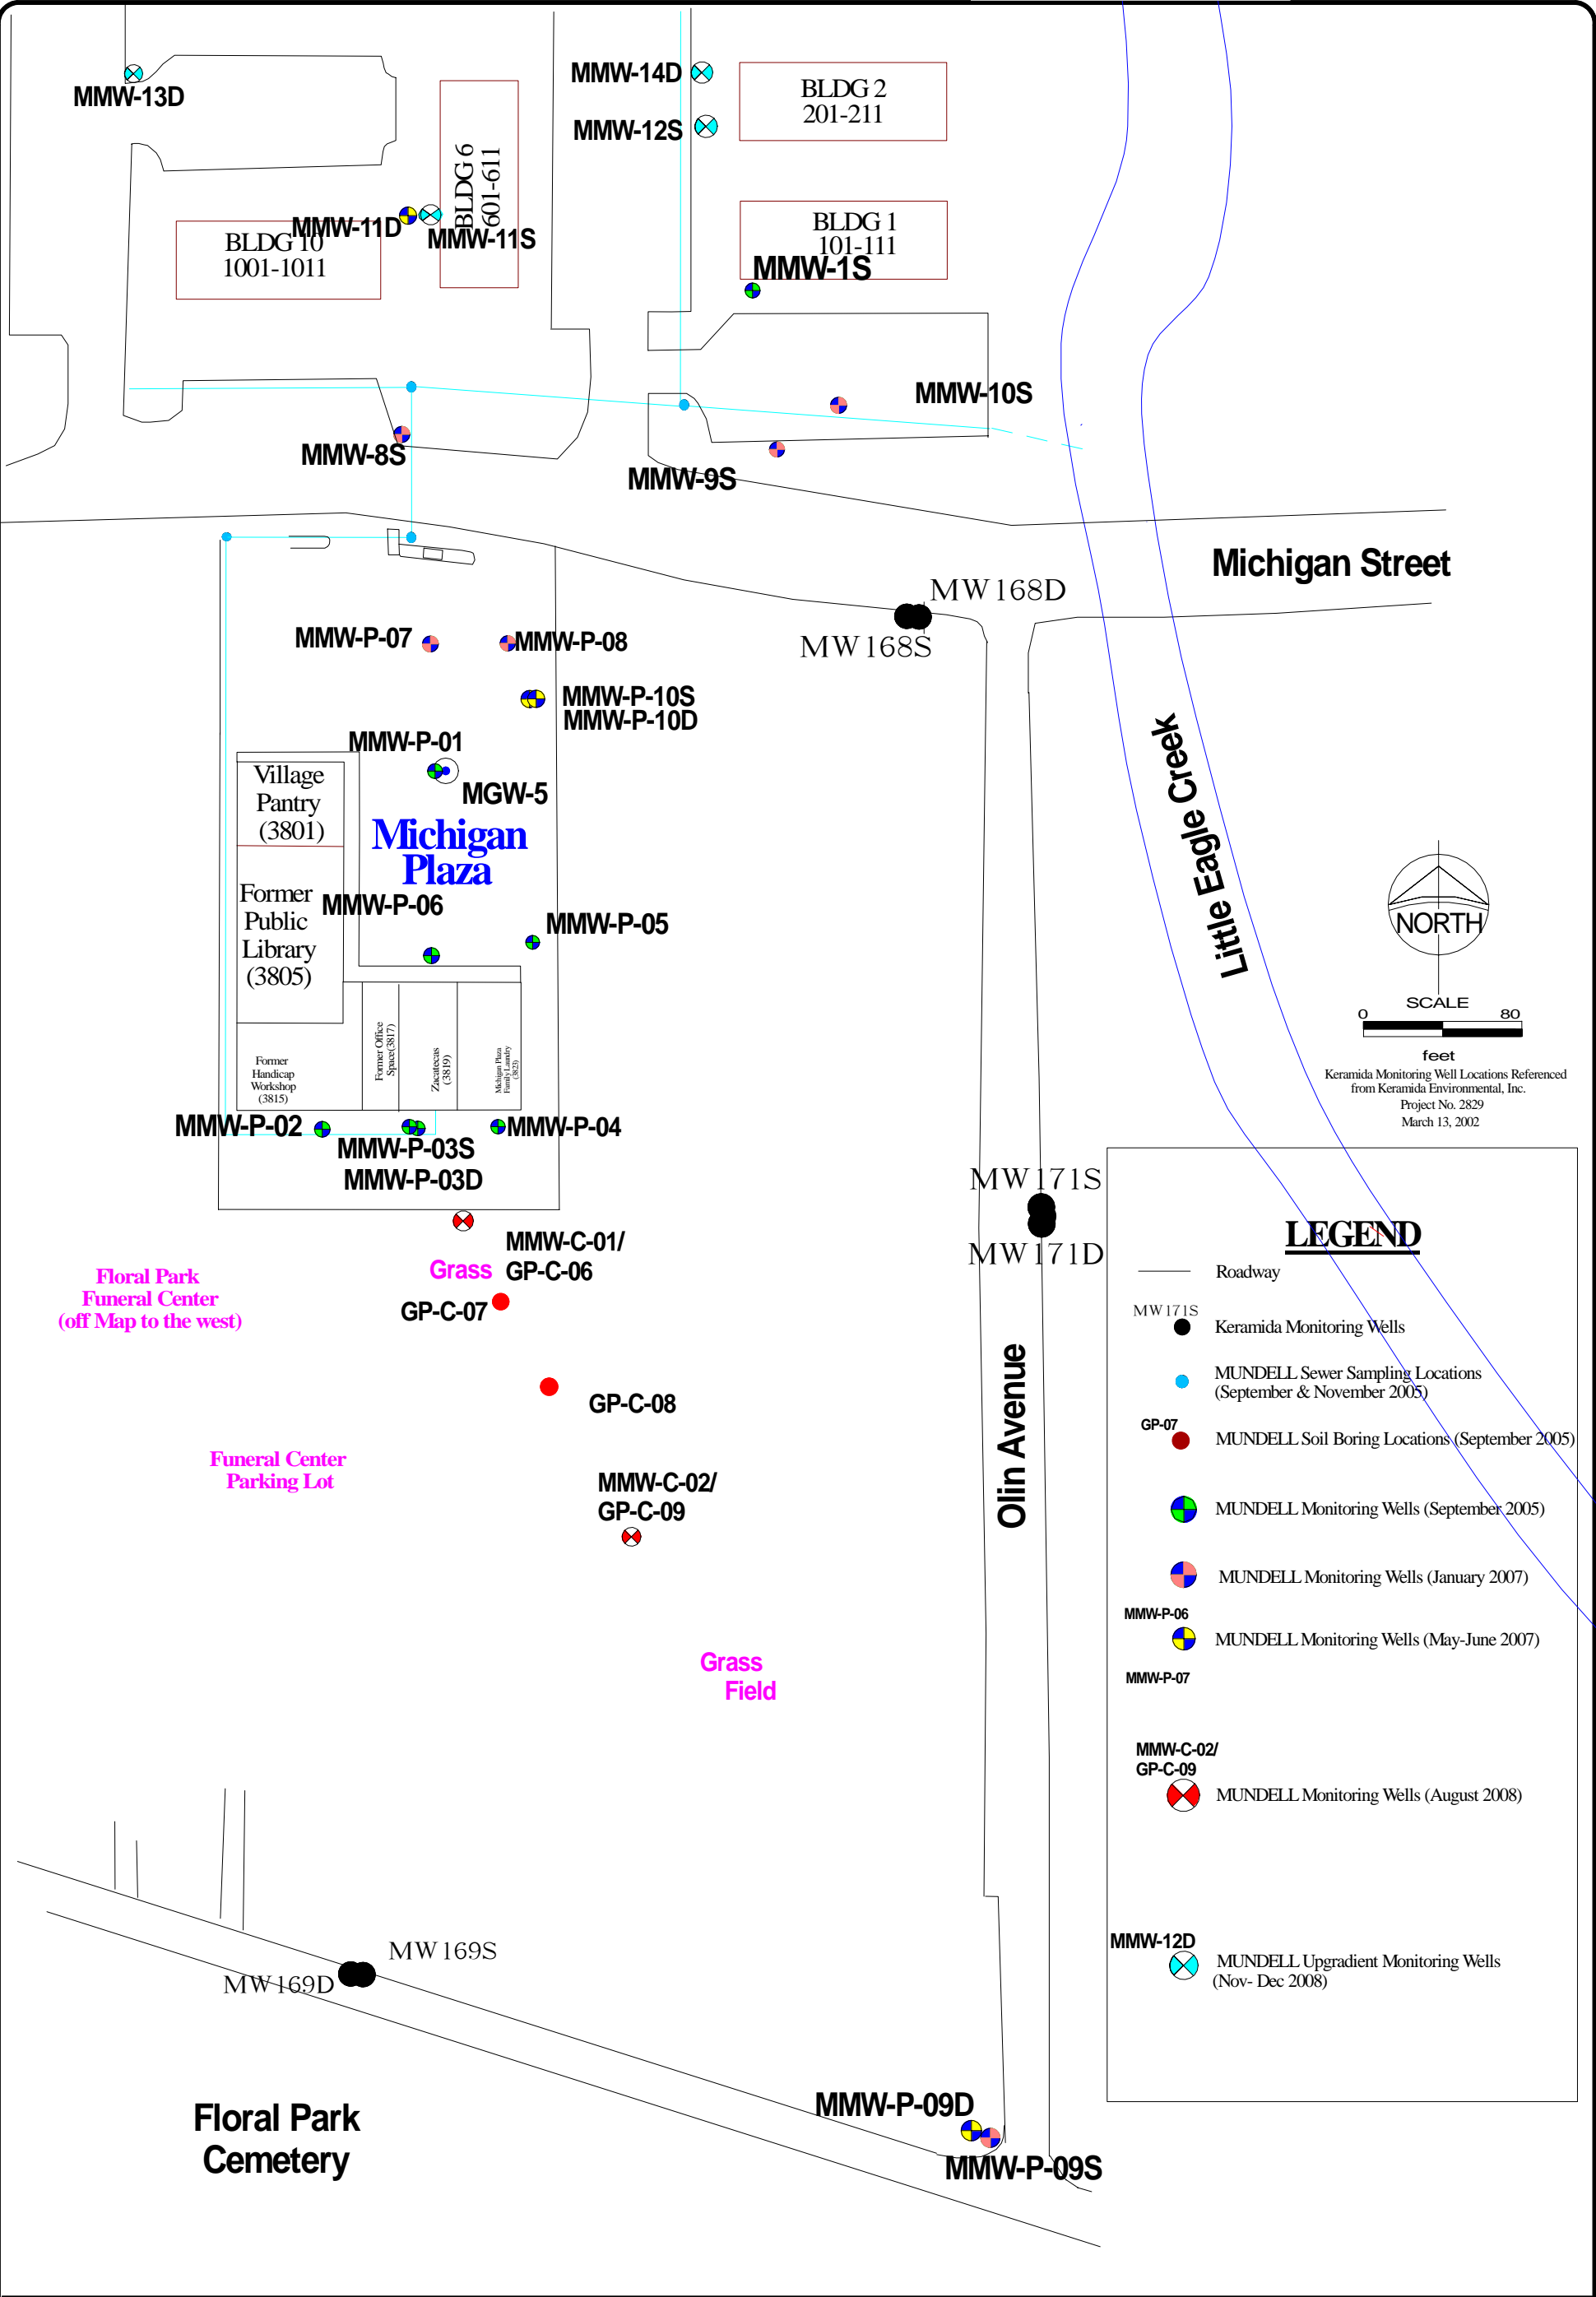 MMW-13D
MMW-14D
BLDG 2
201-211
MMW-12S
BLDG 6
601-611
MMW-11D
MMW-11S
BLDG 10
1001-1011
BLDG 1
101-111
MMW-1S
MMW-10S
MMW-8S
MMW-9S
Michigan Street
MW168D
MW168S
MMW-P-07
MMW-P-08
MMW-P-10S
MMW-P-10D
MMW-P-01
MGW-5
Village
Pantry
(3801)
Michigan
Plaza
Former
Public
Library
(3805)
MMW-P-06
MMW-P-05
Little Eagle Creek
NORTH
SCALE
0 80
feet
Keramida Monitoring Well Locations Referenced
from Keramida Environmental, Inc.
Project No. 2829
March 13, 2002
Former
Handicap
Workshop
(3815)
Former Office
Space(3817)
Zacatecas
(3819)
Michigan Plaza
Family Laundry
(3823)
MMW-P-02
MMW-P-03S
MMW-P-03D
MMW-P-04
MW171S
MW171D
MMW-C-01/
GP-C-06
Grass
GP-C-07
Floral Park
Funeral Center
(off Map to the west)
GP-C-08
Olin Avenue
Funeral Center
Parking Lot
MMW-C-02/
GP-C-09
Grass
Field
LEGEND
Roadway
MW171S
Keramida Monitoring Wells
MUNDELL Sewer Sampling Locations
(September & November 2005)
GP-07
MUNDELL Soil Boring Locations (September 2005)
MUNDELL Monitoring Wells (September 2005)
MUNDELL Monitoring Wells (January 2007)
MMW-P-06
MUNDELL Monitoring Wells (May-June 2007)
MMW-P-07
MMW-C-02/
GP-C-09
MUNDELL Monitoring Wells (August 2008)
MMW-12D
MUNDELL Upgradient Monitoring Wells
(Nov- Dec 2008)
MW169S
MW169D
Floral Park
Cemetery
MMW-P-09D
MMW-P-09S